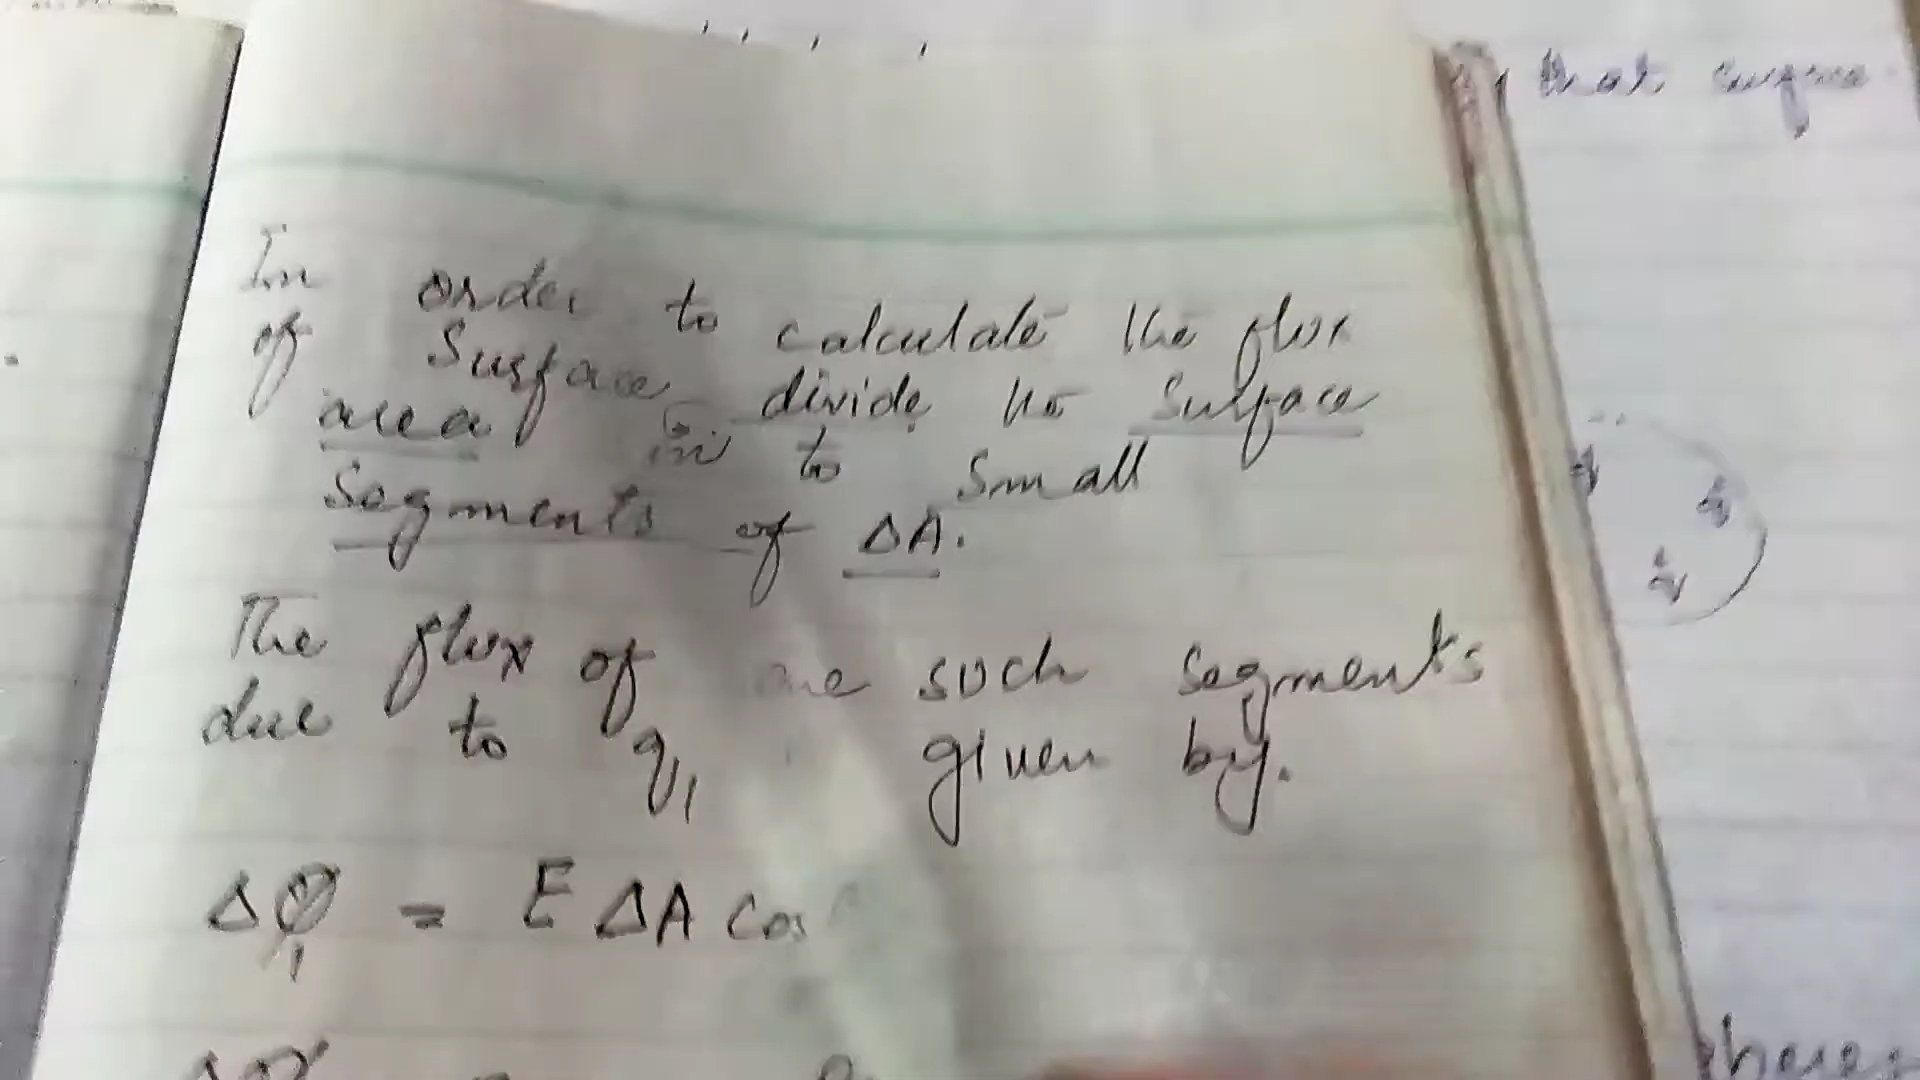 In order to calculate the flux
of Surface divide the Surface
area in to Small
Segments of ΔA.
The flux of one such segments
due to q1 given by.
Δφ1 = E ΔA Cos
that surface